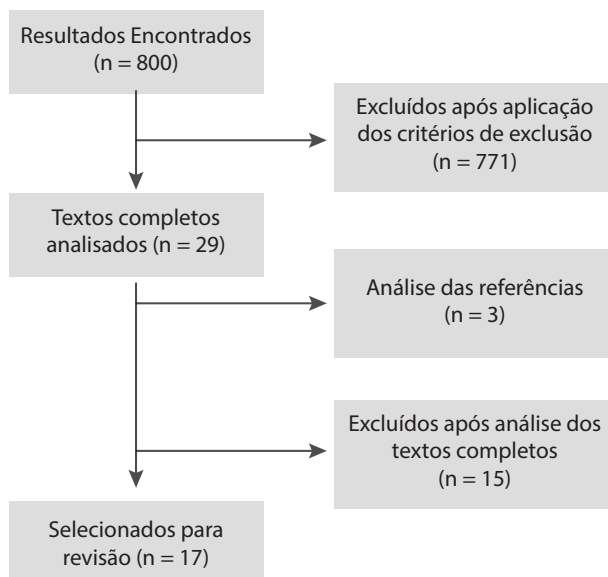 Resultados Encontrados
(n = 800)
Excluídos após aplicação
dos critérios de exclusão
(n = 771)
Textos completos
analisados (n = 29)
Análise das referências
(n = 3)
Excluídos após análise dos
textos completos
(n = 15)
Selecionados para
revisão (n = 17)